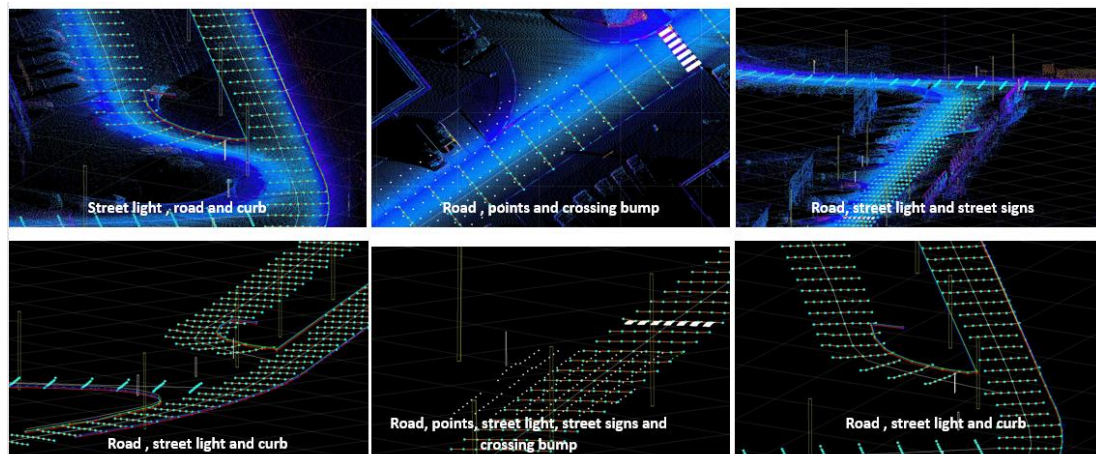 Street light , road and curb
Road , points and crossing bump
Road, street light and street signs
Road , street light and curb
Road, points, street light, street signs and
crossing bump
Road , street light and curb